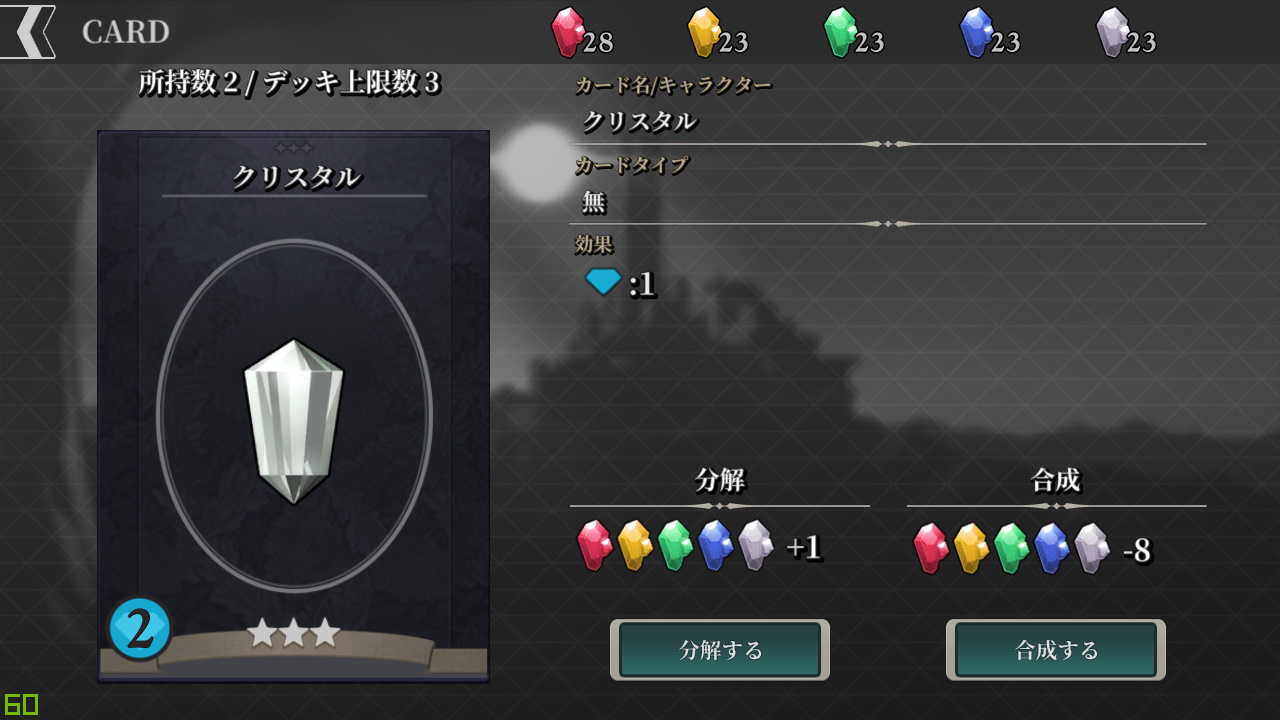 CARD
28
23
23
23
23
所持数 2 / デッキ上限数 3
クリスタル
2
カード名/キャラクター
クリスタル
カードタイプ
無
効果
:1
分解
+1
分解する
合成
-8
合成する
60